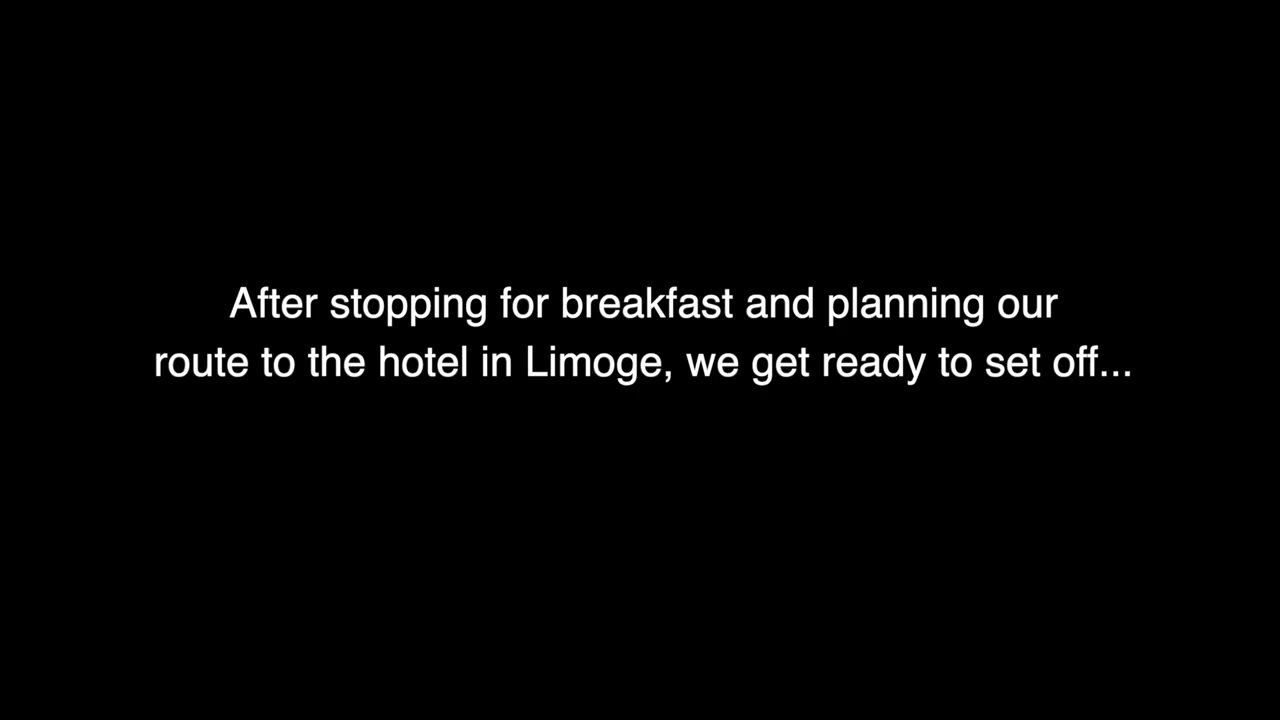 After stopping for breakfast and planning our
route to the hotel in Limoge, we get ready to set off...